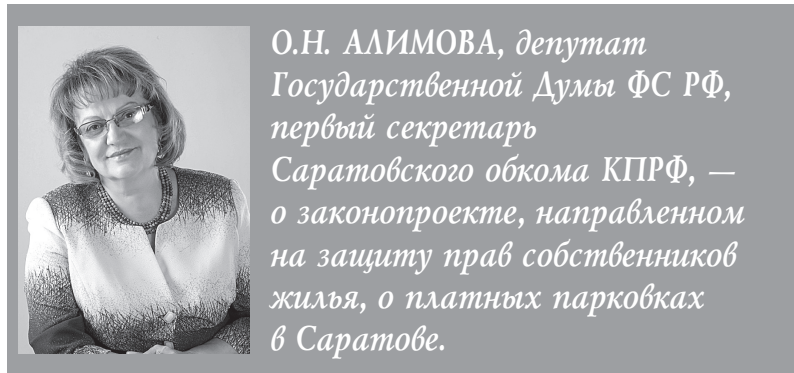 О.Н. АЛИМОВА, депутат
Государственной Думы ФС РФ,
первый секретарь
Саратовского обкома КПРФ, —
о законопроекте, направленном
на защиту прав собственников
жилья, о платных парковках
в Саратове.